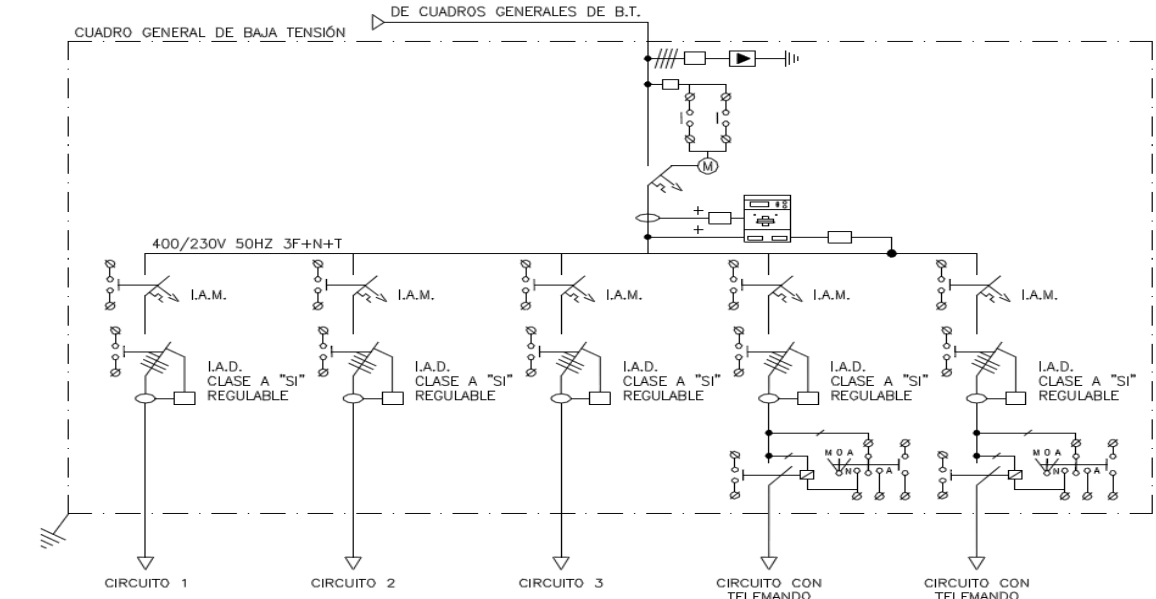 DE CUADROS GENERALES DE B.T.
CUADRO GENERAL DE BAJA TENSIÓN
M
400/230V 50HZ 3F+N+T
I.A.M.
I.A.M.
I.A.M.
I.A.M.
I.A.M.
I.A.D.
CLASE A "SI"
REGULABLE
I.A.D.
CLASE A "SI"
REGULABLE
I.A.D.
CLASE A "SI"
REGULABLE
I.A.D.
CLASE A "SI"
REGULABLE
I.A.D.
CLASE A "SI"
REGULABLE
M O A
N A
M O A
N A
CIRCUITO 1
CIRCUITO 2
CIRCUITO 3
CIRCUITO CON
TELEMANDO
CIRCUITO CON
TELEMANDO